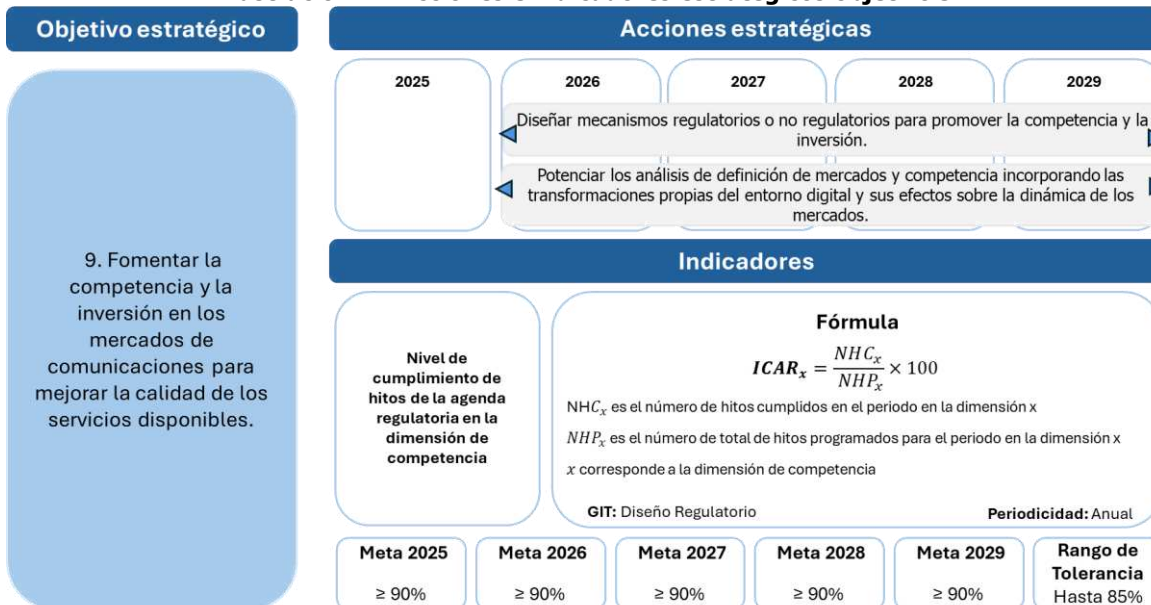 Objetivo estratégico
9. Fomentar la
competencia y la
inversión en los
mercados de
comunicaciones para
mejorar la calidad de los
servicios disponibles.
Acciones estratégicas
2025 2026 2027 2028 2029
Diseñar mecanismos regulatorios o no regulatorios para promover la competencia y la
inversión.
Potenciar los análisis de definición de mercados y competencia incorporando las
transformaciones propias del entorno digital y sus efectos sobre la dinámica de los
mercados.
Indicadores
Nivel de
cumplimiento de
hitos de la agenda
regulatoria en la
dimensión de
competencia
Fórmula
ICARₓ = NHCₓ / NHPₓ × 100
NHCₓ es el número de hitos cumplidos en el periodo en la dimensión x
NHPₓ es el número de total de hitos programados para el periodo en la dimensión x
x corresponde a la dimensión de competencia
GIT: Diseño Regulatorio Periodicidad: Anual
Meta 2025 Meta 2026 Meta 2027 Meta 2028 Meta 2029 Rango de
Tolerancia
≥ 90% ≥ 90% ≥ 90% ≥ 90% ≥ 90% Hasta 85%